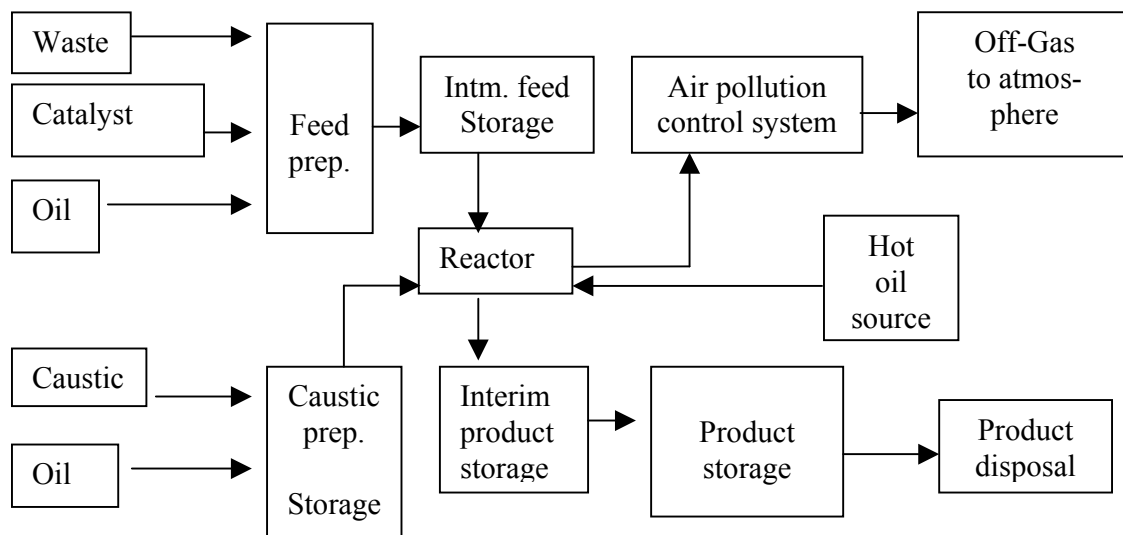 Waste
Catalyst
Oil
Feed
prep.
Intm. feed
Storage
Air pollution
control system
Off-Gas
to atmos-
phere
Reactor
Hot
oil
source
Caustic
Oil
Caustic
prep.
Storage
Interim
product
storage
Product
storage
Product
disposal